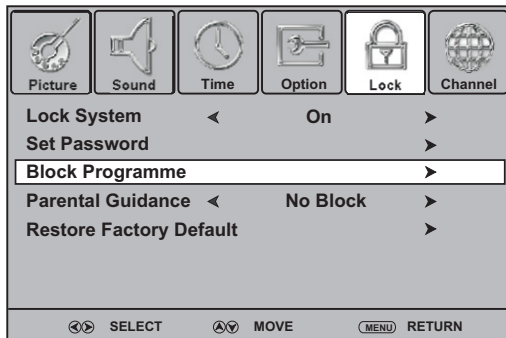 Picture Sound Time Option Lock Channel
Lock System On
Set Password
Block Programme
Parental Guidance No Block
Restore Factory Default
SELECT MOVE MENU RETURN